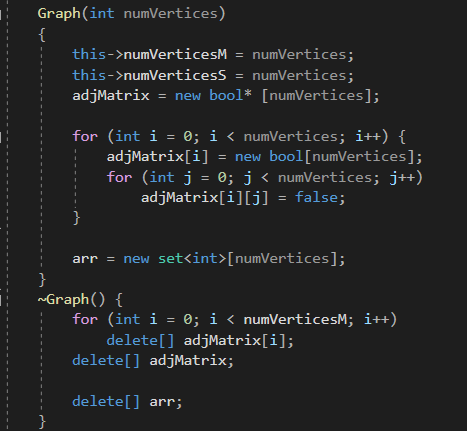 Graph(int numVertices)
{
this->numVerticesM = numVertices;
this->numVerticesS = numVertices;
adjMatrix = new bool* [numVertices];
for (int i = 0; i < numVertices; i++) {
adjMatrix[i] = new bool[numVertices];
for (int j = 0; j < numVertices; j++)
adjMatrix[i][j] = false;
}
arr = new set<int>[numVertices];
}
~Graph() {
for (int i = 0; i < numVerticesM; i++)
delete[] adjMatrix[i];
delete[] adjMatrix;
delete[] arr;
}